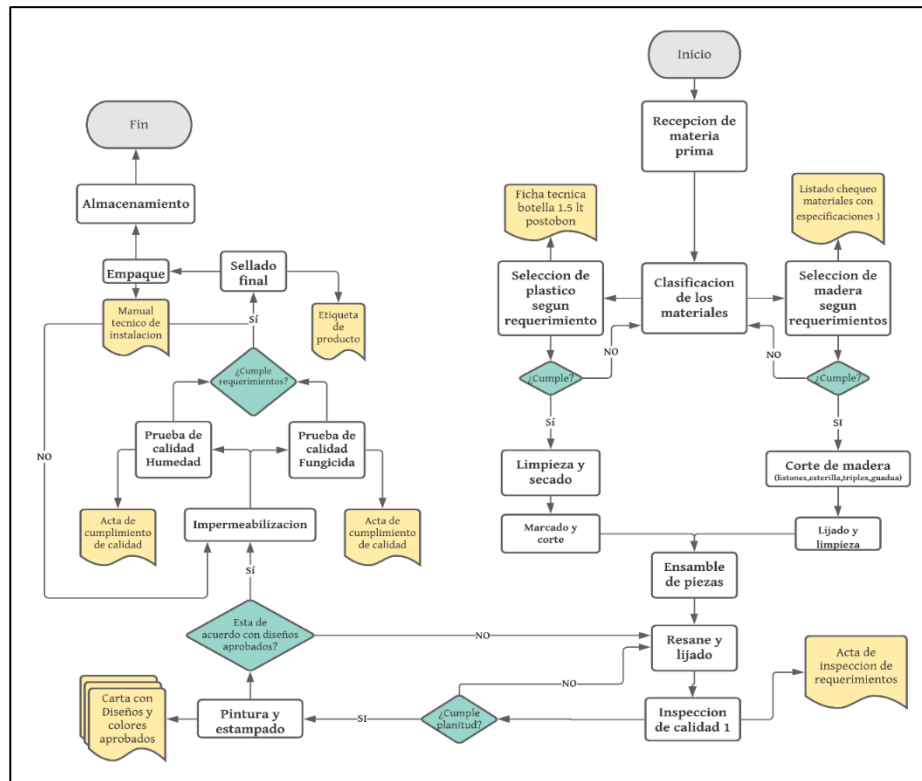 Inicio
Recepcion de
materia
prima
Ficha tecnica
botella 1.5 lt
postobon
Listado chequeo
materiales con
especificaciones )
Seleccion de
plastico
segun
requerimiento
Clasificacion
de los
materiales
Seleccion de
madera
segun
requerimientos
NO
NO
¿Cumple?
¿Cumple?
Sí
SI
Limpieza y
secado
Corte de madera
(listones,esterilla,triplex,guadua)
Marcado y
corte
Lijado y
limpieza
Ensamble
de piezas
Resane y
lijado
Inspeccion
de calidad 1
Acta de
inspeccion de
requerimientos
¿Cumple
planitud?
NO
SI
Pintura y
estampado
Carta con
Diseños y
colores
aprobados
Esta de
acuerdo con diseños
aprobados?
NO
Sí
Impermeabilizacion
Prueba de
calidad
Humedad
Prueba de
calidad
Fungicida
Acta de
cumplimiento
de calidad
Acta de
cumplimiento
de calidad
¿Cumple
requerimientos?
NO
Sí
Sellado
final
Etiqueta
de
producto
Empaque
Manual
tecnico de
instalacion
Almacenamiento
Fin